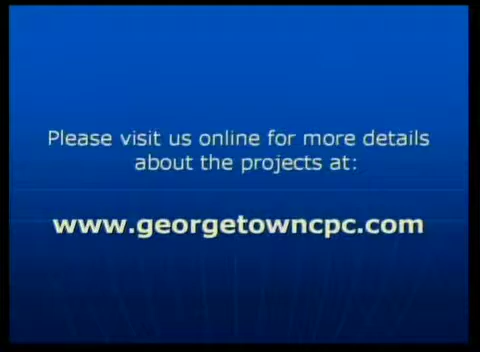 Please visit us online for more details
about the projects at:
www.georgetowncpc.com